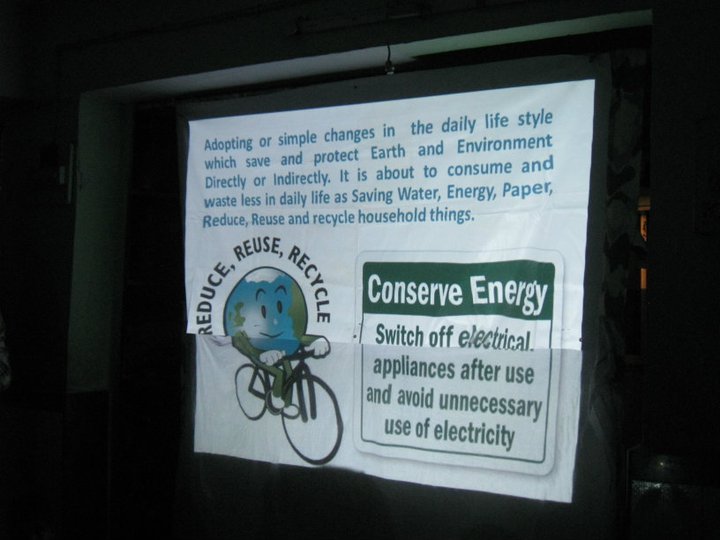 Adopting or simple changes in the daily life style
which save and protect Earth and Environment
Directly or Indirectly. It is about to consume and
waste less in daily life as Saving Water, Energy, Paper,
Reduce, Reuse and recycle household things.
REDUCE, REUSE, RECYCLE
Conserve Energy
Switch off electrical
appliances after use
and avoid unnecessary
use of electricity